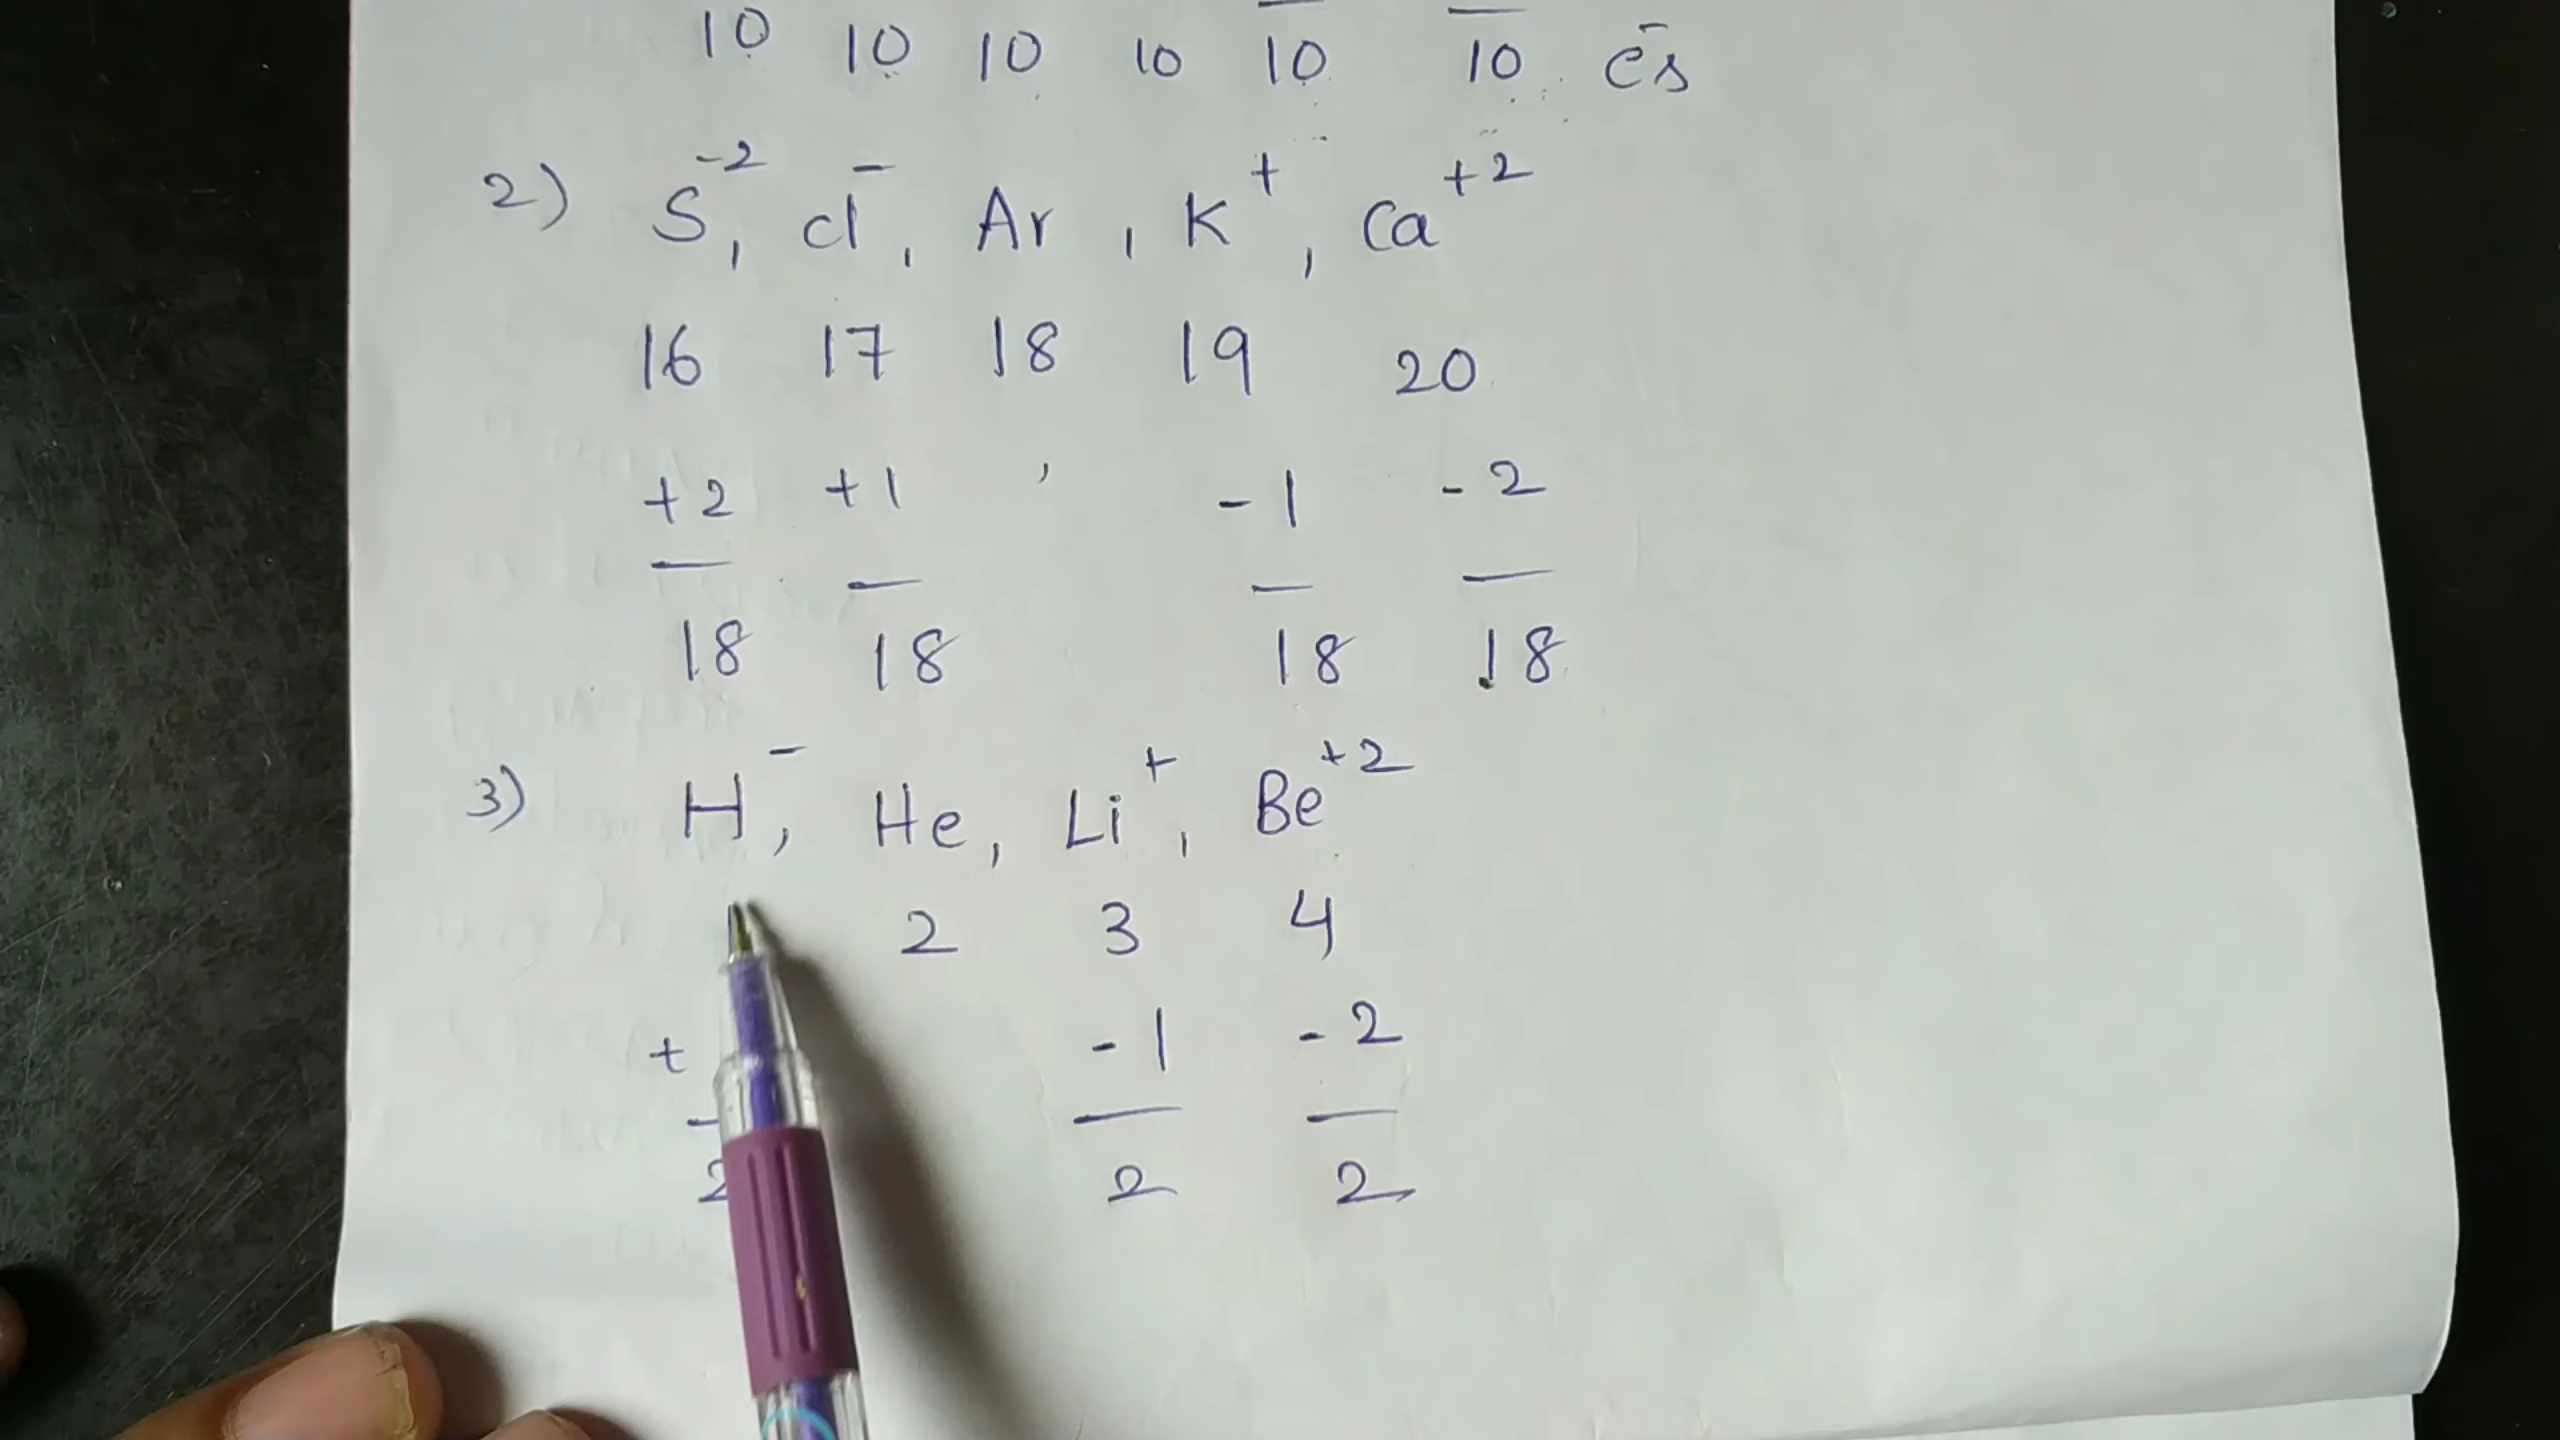 10 10 10 10 10 10 e⁻s
2) S⁻², Cl⁻, Ar, K⁺, Ca⁺²
16 17 18 19 20
+2 +1 -1 -2
18 18 18 18
3) H⁻, He, Li⁺, Be⁺²
2 3 4
+ -1 -2
2 2 2